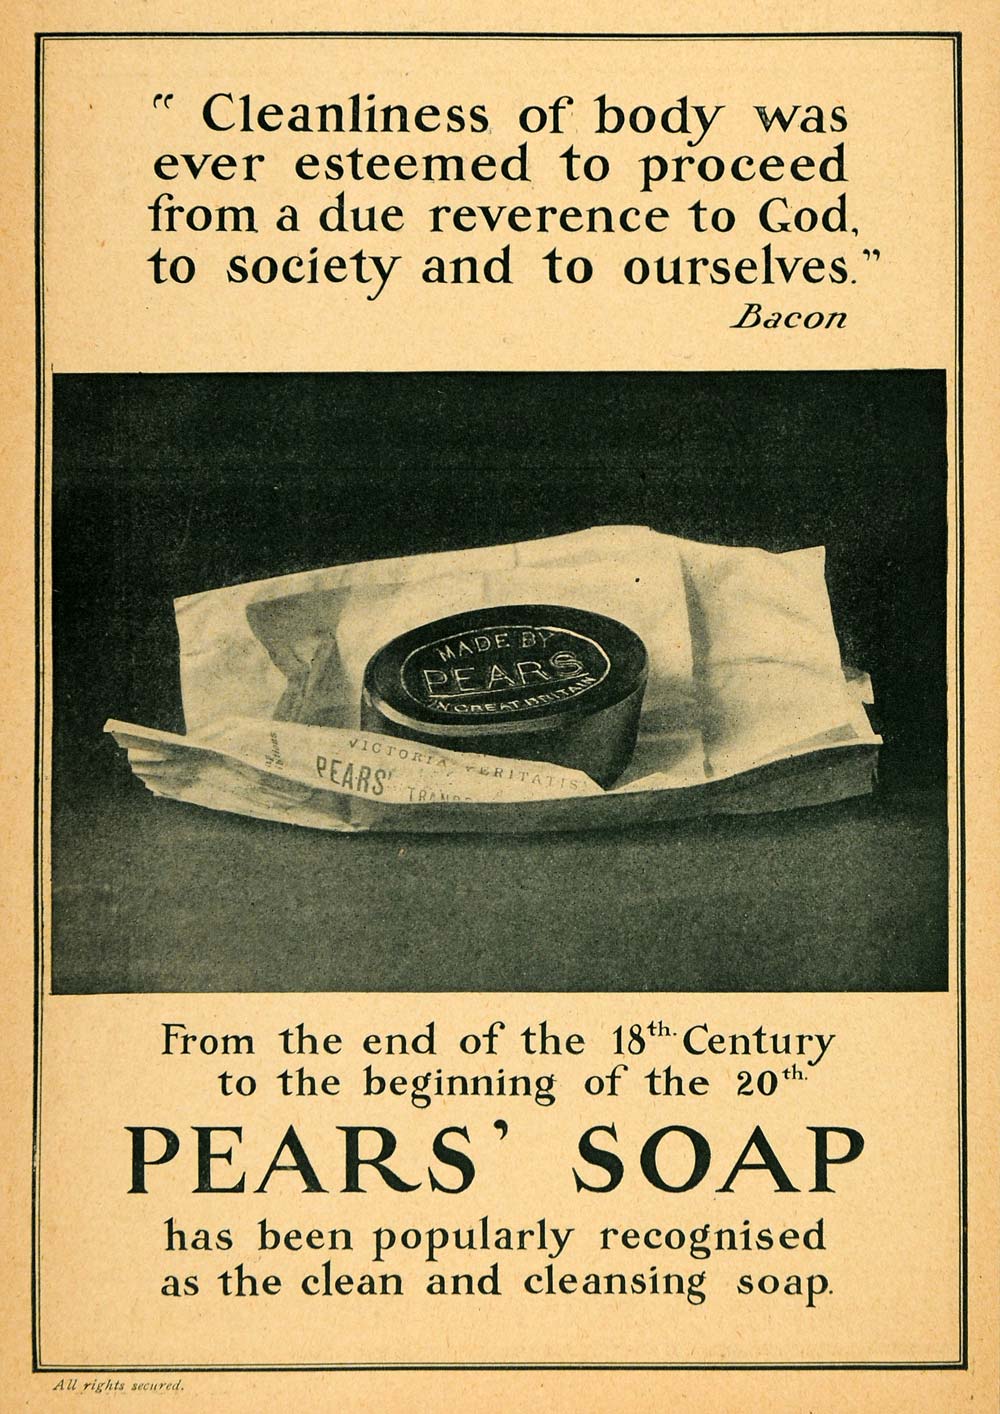 “ Cleanliness of body was
ever esteemed to proceed
from a due reverence to God,
to society and to ourselves.”
Bacon
MADE BY
PEARS
IN GREAT BRITAIN
VICTORIA VERITATIS
PEARS'
From the end of the 18th. Century
to the beginning of the 20th.
PEARS’ SOAP
has been popularly recognised
as the clean and cleansing soap.
All rights secured.